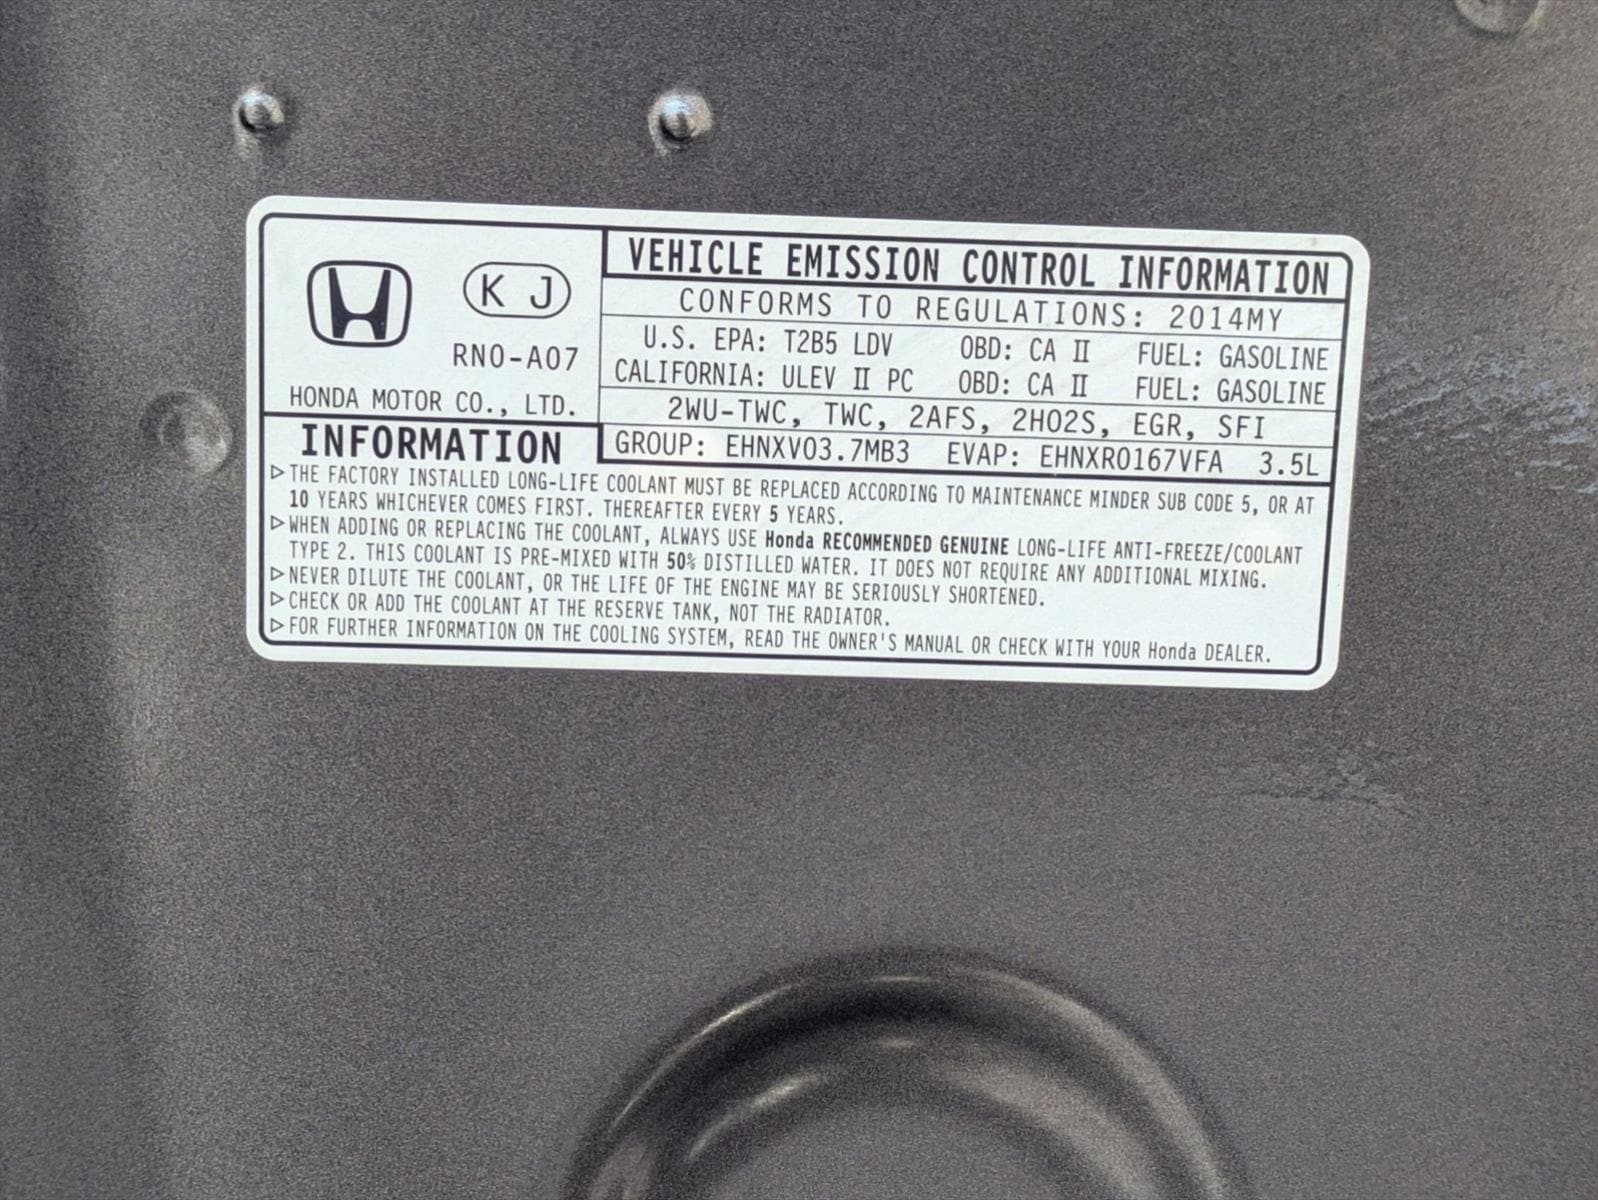 K J
RN0-A07
HONDA MOTOR CO., LTD.
VEHICLE EMISSION CONTROL INFORMATION
CONFORMS TO REGULATIONS: 2014MY
U.S. EPA: T2B5 LDV OBD: CA II FUEL: GASOLINE
CALIFORNIA: ULEV II PC OBD: CA II FUEL: GASOLINE
2WU-TWC, TWC, 2AFS, 2HO2S, EGR, SFI
GROUP: EHNXV03.7MB3 EVAP: EHNXR0167VFA 3.5L
INFORMATION
▷THE FACTORY INSTALLED LONG-LIFE COOLANT MUST BE REPLACED ACCORDING TO MAINTENANCE MINDER SUB CODE 5, OR AT
10 YEARS WHICHEVER COMES FIRST. THEREAFTER EVERY 5 YEARS.
▷WHEN ADDING OR REPLACING THE COOLANT, ALWAYS USE Honda RECOMMENDED GENUINE LONG-LIFE ANTI-FREEZE/COOLANT
TYPE 2. THIS COOLANT IS PRE-MIXED WITH 50% DISTILLED WATER. IT DOES NOT REQUIRE ANY ADDITIONAL MIXING.
▷NEVER DILUTE THE COOLANT, OR THE LIFE OF THE ENGINE MAY BE SERIOUSLY SHORTENED.
▷CHECK OR ADD THE COOLANT AT THE RESERVE TANK, NOT THE RADIATOR.
▷FOR FURTHER INFORMATION ON THE COOLING SYSTEM, READ THE OWNER'S MANUAL OR CHECK WITH YOUR Honda DEALER.